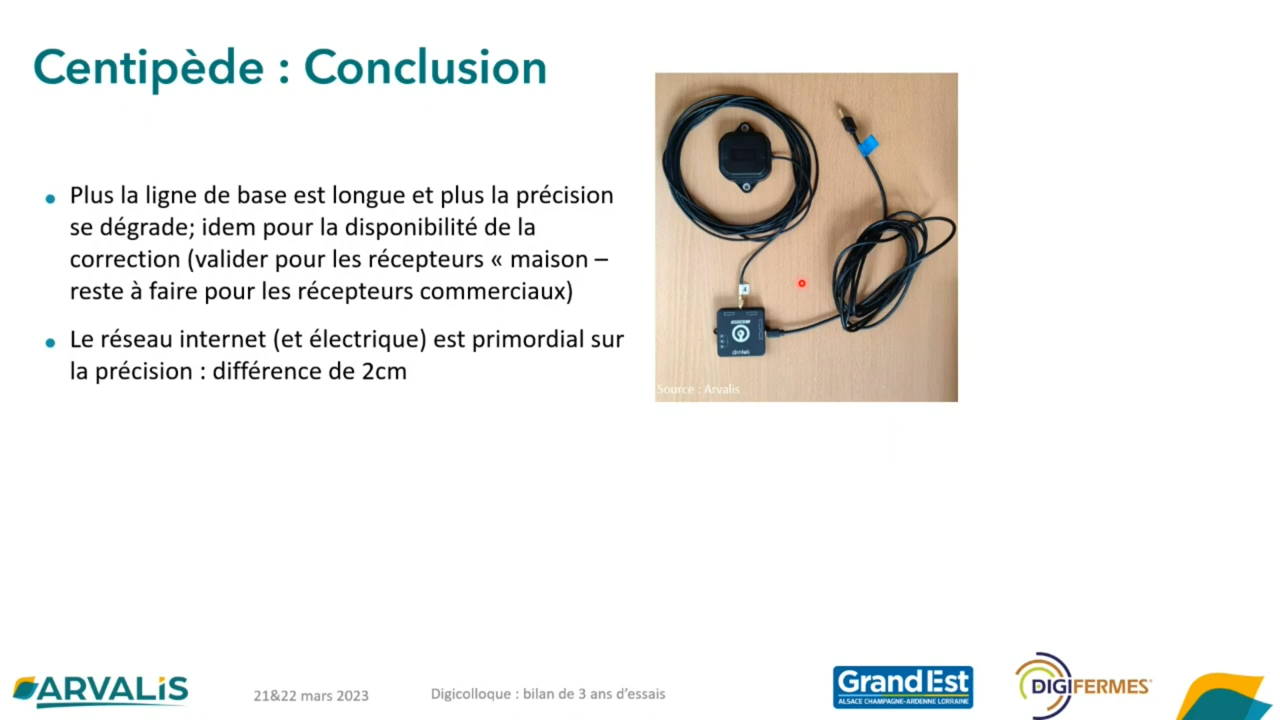 Centipède : Conclusion
Plus la ligne de base est longue et plus la précision
se dégrade; idem pour la disponibilité de la
correction (valider pour les récepteurs « maison –
reste à faire pour les récepteurs commerciaux)
Le réseau internet (et électrique) est primordial sur
la précision : différence de 2cm
Source : Arvalis
ARVALIS
21&22 mars 2023
Digicolloque : bilan de 3 ans d'essais
GrandEst
ALSACE CHAMPAGNE-ARDENNE LORRAINE
DIGIFERMES®